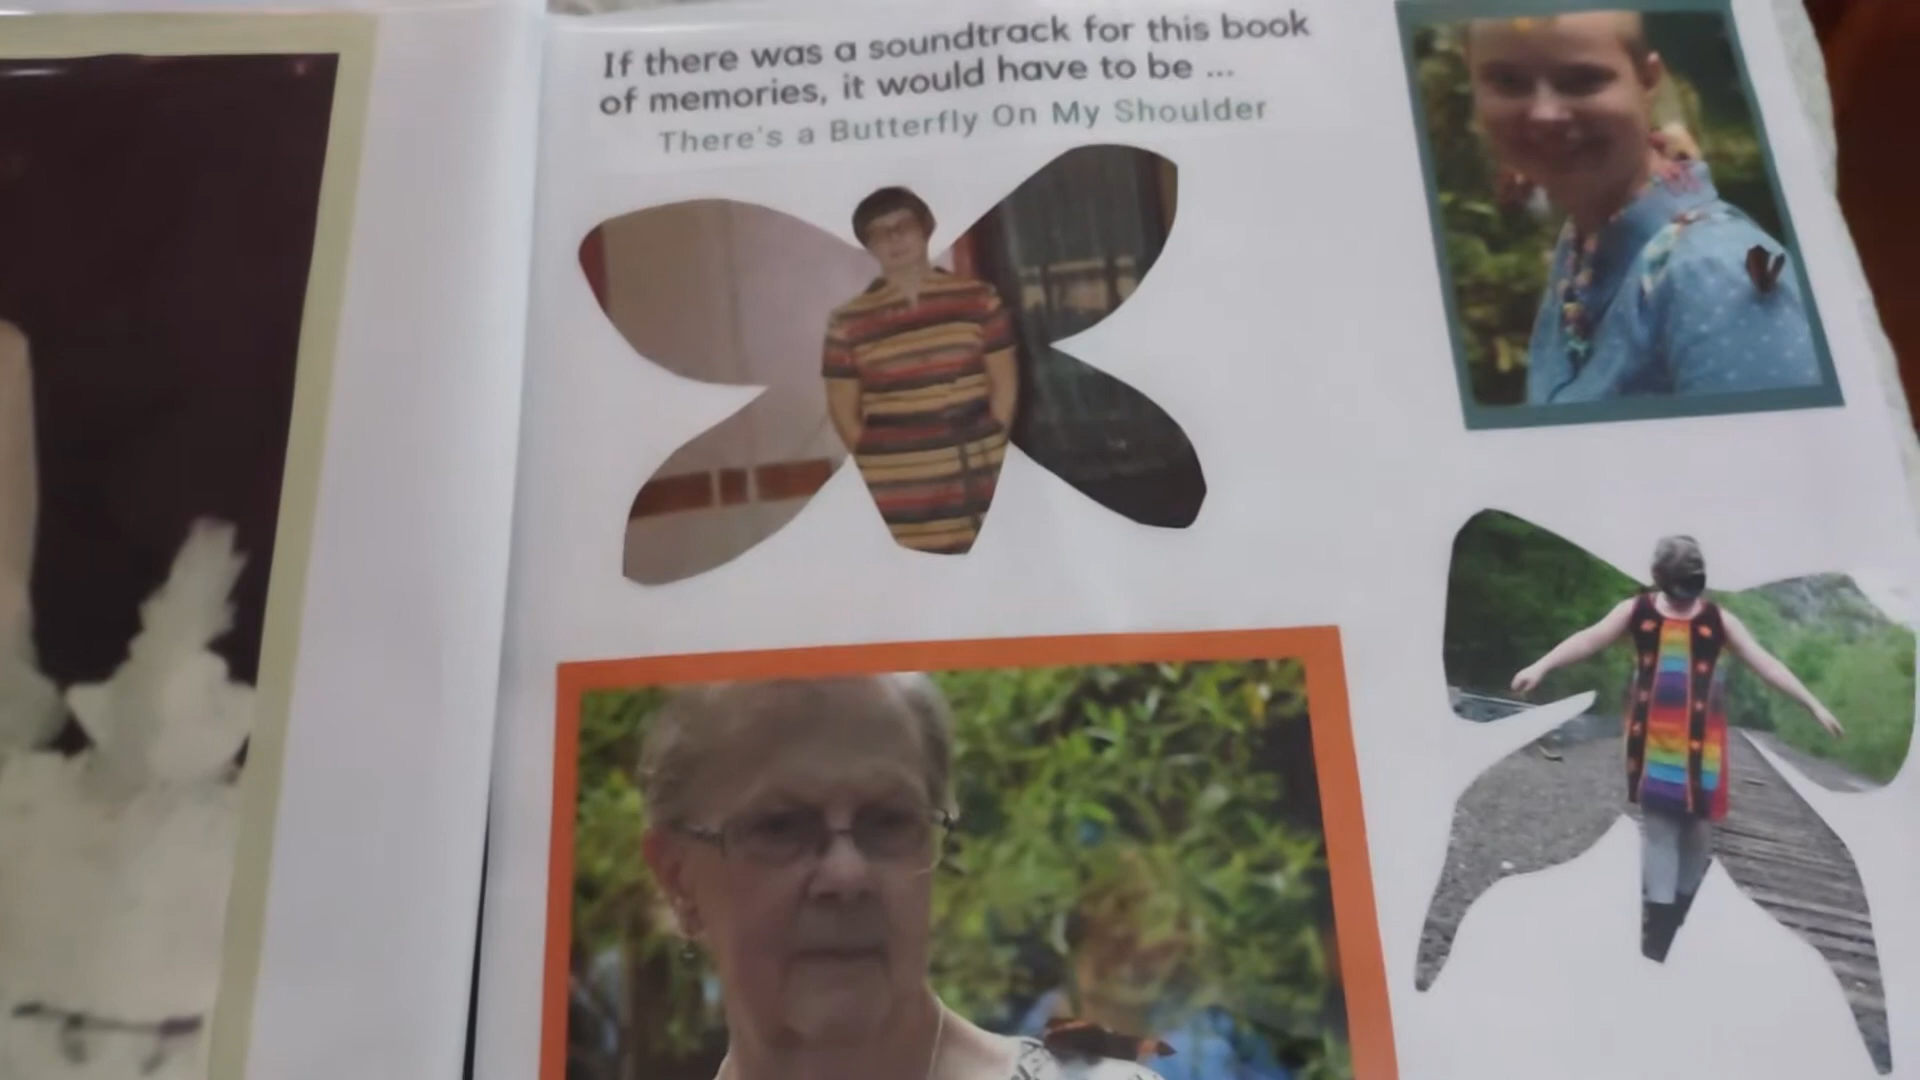 If there was a soundtrack for this book
of memories, it would have to be ...
There's a Butterfly On My Shoulder